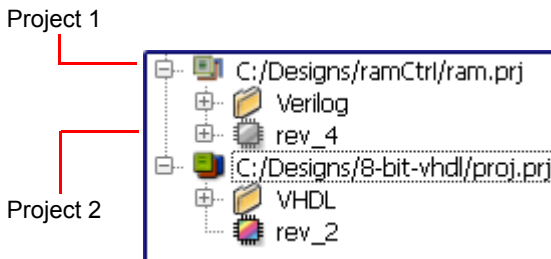 Project 1
C:/Designs/ramCtrl/ram.prj
Verilog
rev_4
C:/Designs/8-bit-vhdl/proj.prj
VHDL
Project 2
rev_2